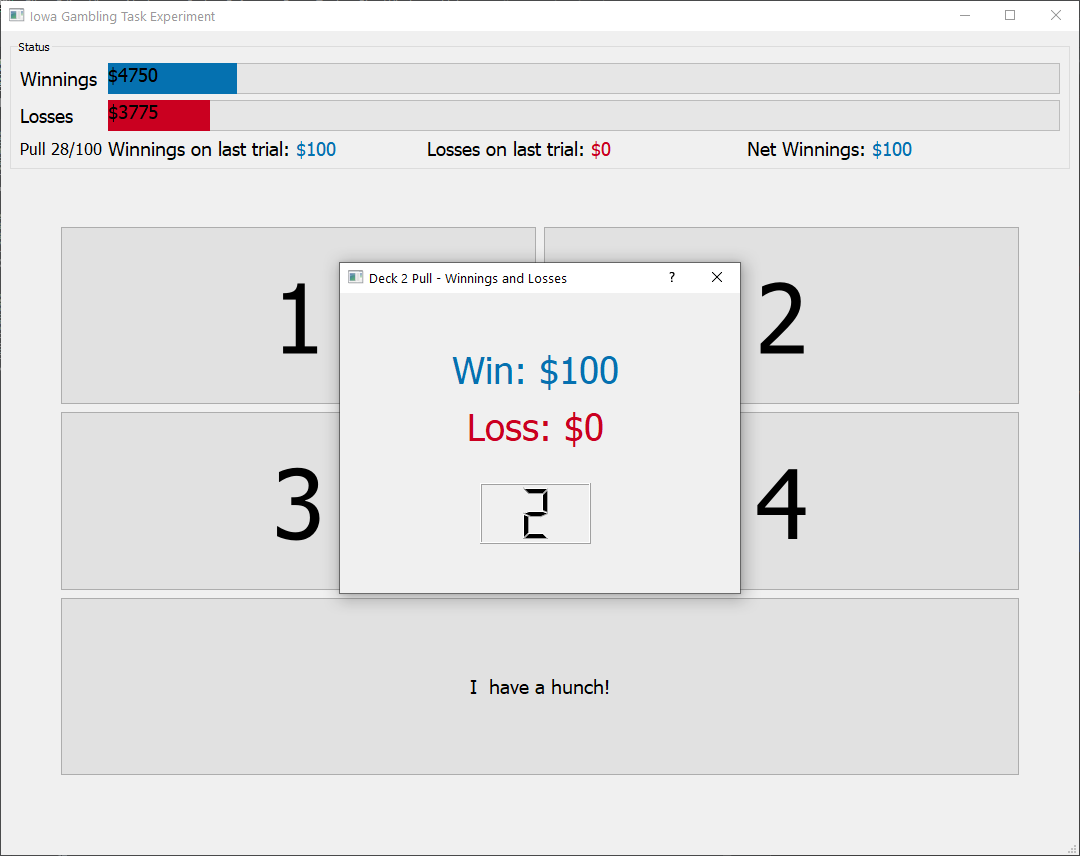 Iowa Gambling Task Experiment
Status
Winnings $4750
Losses $3775
Pull 28/100 Winnings on last trial: $100 Losses on last trial: $0 Net Winnings: $100
1 2
Deck 2 Pull - Winnings and Losses ?
Win: $100
Loss: $0
3 4
2
I have a hunch!